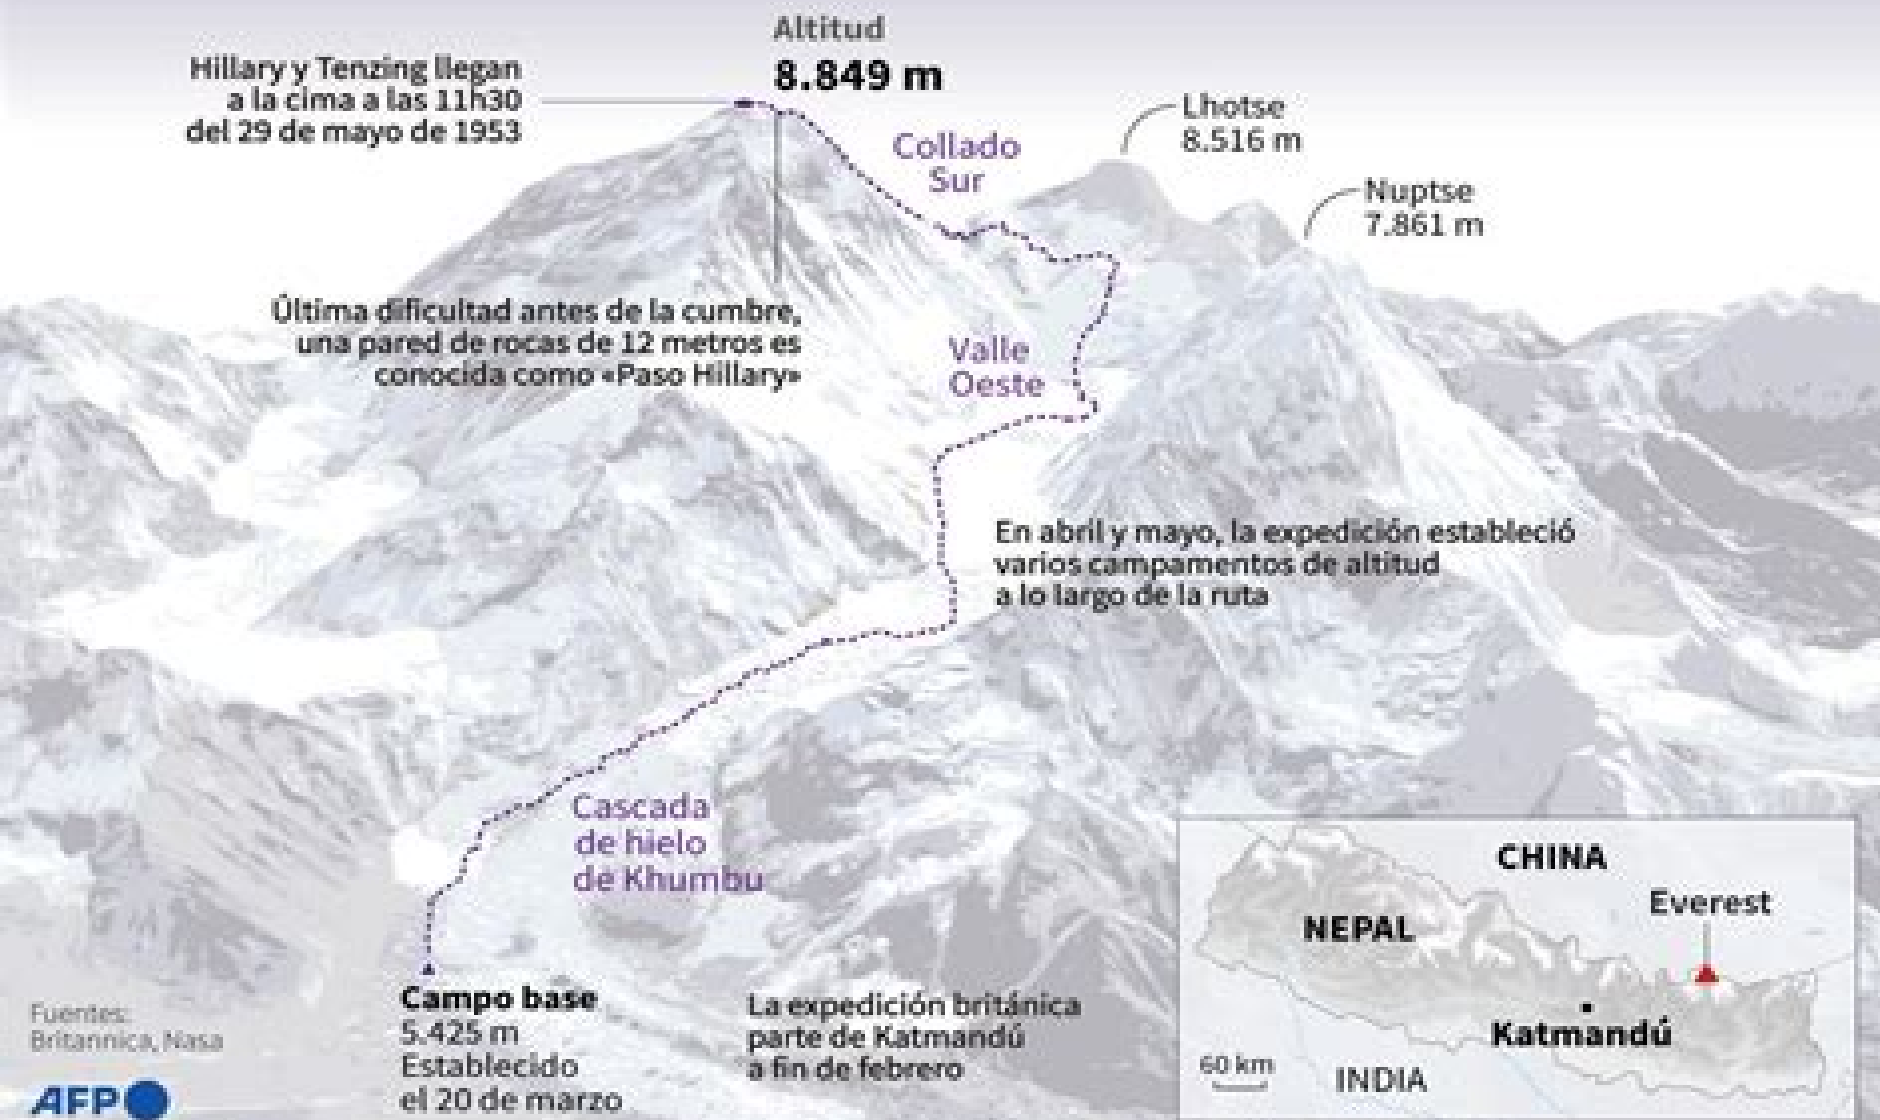 Altitud
8.849 m
Hillary y Tenzing llegan
a la cima a las 11h30
del 29 de mayo de 1953
Collado
Sur
Lhotse
8.516 m
Nuptse
7.861 m
Última dificultad antes de la cumbre,
una pared de rocas de 12 metros es
conocida como «Paso Hillary»
Valle
Oeste
En abril y mayo, la expedición estableció
varios campamentos de altitud
a lo largo de la ruta
Cascada
de hielo
de Khumbu
Campo base
5.425 m
Establecido
el 20 de marzo
La expedición británica
parte de Katmandú
a fin de febrero
CHINA
Everest
NEPAL
Katmandú
60 km
INDIA
Fuentes:
Britannica, Nasa
AFP